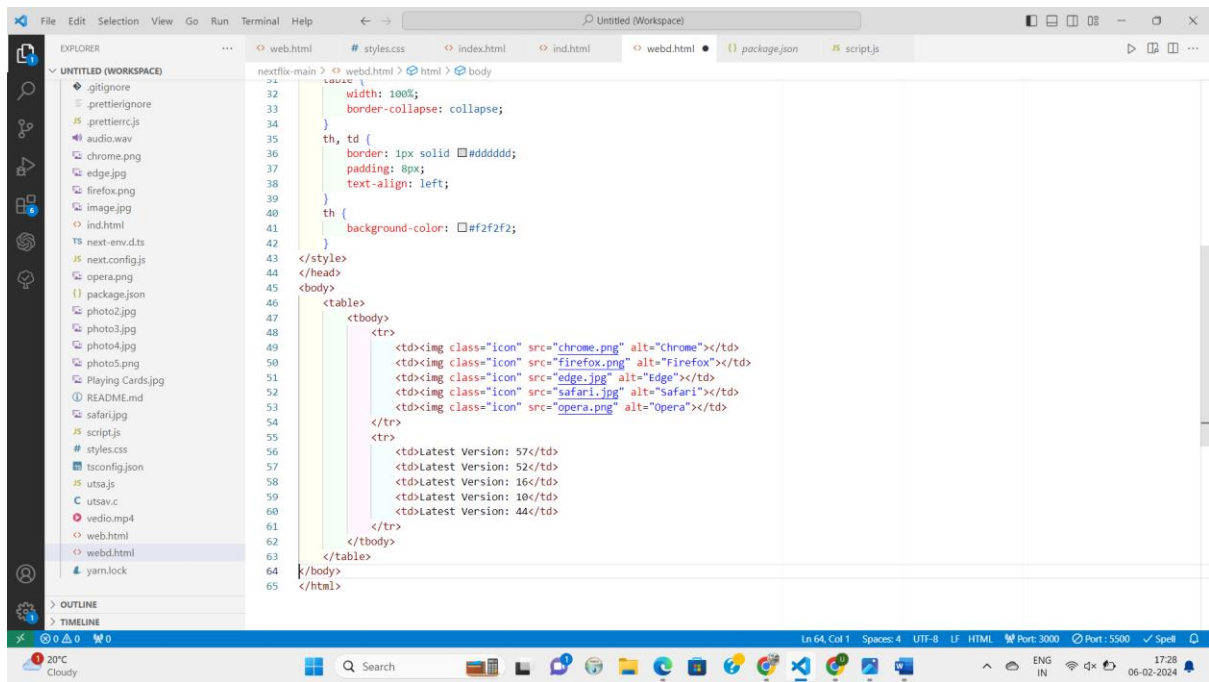 File Edit Selection View Go Run Terminal Help
Untitled (Workspace)
EXPLORER
UNTITLED (WORKSPACE)
.gitignore
.prettierignore
JS .prettierrc.js
audio.wav
chrome.png
edge.jpg
firefox.png
image.jpg
ind.html
TS next-env.d.ts
JS next.config.js
opera.png
{} package.json
photo2.jpg
photo3.jpg
photo4.jpg
photo5.png
Playing Cards.jpg
README.md
safari.jpg
JS script.js
# styles.css
tsconfig.json
JS utsa.js
C utsav.c
vedio.mp4
web.html
webd.html
yarn.lock
OUTLINE
TIMELINE
web.html # styles.css index.html ind.html webd.html {} package.json JS script.js
nextflix-main > webd.html > html > body
31 table {
32 width: 100%;
33 border-collapse: collapse;
34 }
35 th, td {
36 border: 1px solid #dddddd;
37 padding: 8px;
38 text-align: left;
39 }
40 th {
41 background-color: #f2f2f2;
42 }
43 </style>
44 </head>
45 <body>
46 <table>
47 <tbody>
48 <tr>
49 <td><img class="icon" src="chrome.png" alt="Chrome"></td>
50 <td><img class="icon" src="firefox.png" alt="Firefox"></td>
51 <td><img class="icon" src="edge.jpg" alt="Edge"></td>
52 <td><img class="icon" src="safari.jpg" alt="Safari"></td>
53 <td><img class="icon" src="opera.png" alt="Opera"></td>
54 </tr>
55 <tr>
56 <td>Latest Version: 57</td>
57 <td>Latest Version: 52</td>
58 <td>Latest Version: 16</td>
59 <td>Latest Version: 10</td>
60 <td>Latest Version: 44</td>
61 </tr>
62 </tbody>
63 </table>
64 </body>
65 </html>
0 0 0 Ln 64, Col 1 Spaces: 4 UTF-8 LF HTML Port: 3000 Port : 5500 Spell
1 20°C
Cloudy
Search
ENG
IN
17:28
06-02-2024